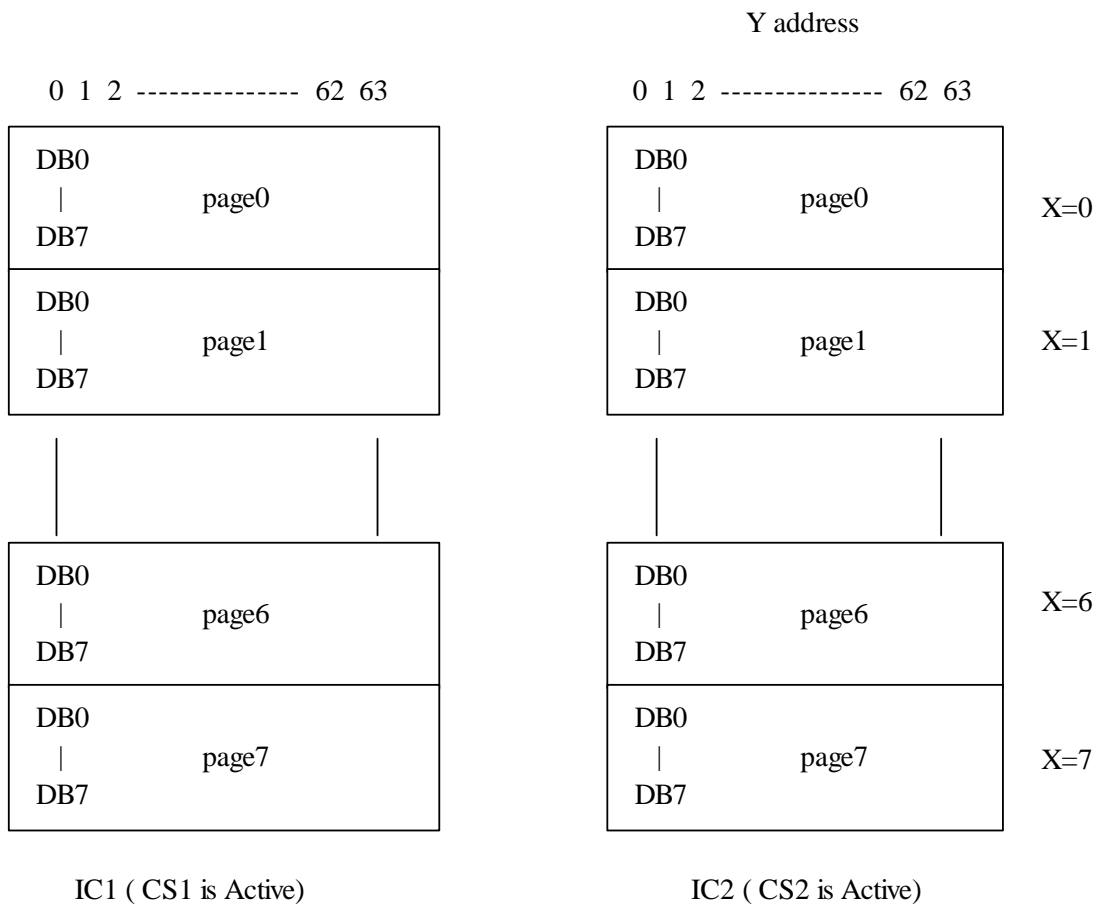 Y address
0 1 2 --------------- 62 63
0 1 2 --------------- 62 63
DB0
|
DB7
page0
DB0
|
DB7
page0
X=0
DB0
|
DB7
page1
DB0
|
DB7
page1
X=1
DB0
|
DB7
page6
DB0
|
DB7
page6
X=6
DB0
|
DB7
page7
DB0
|
DB7
page7
X=7
IC1 ( CS1 is Active)
IC2 ( CS2 is Active)